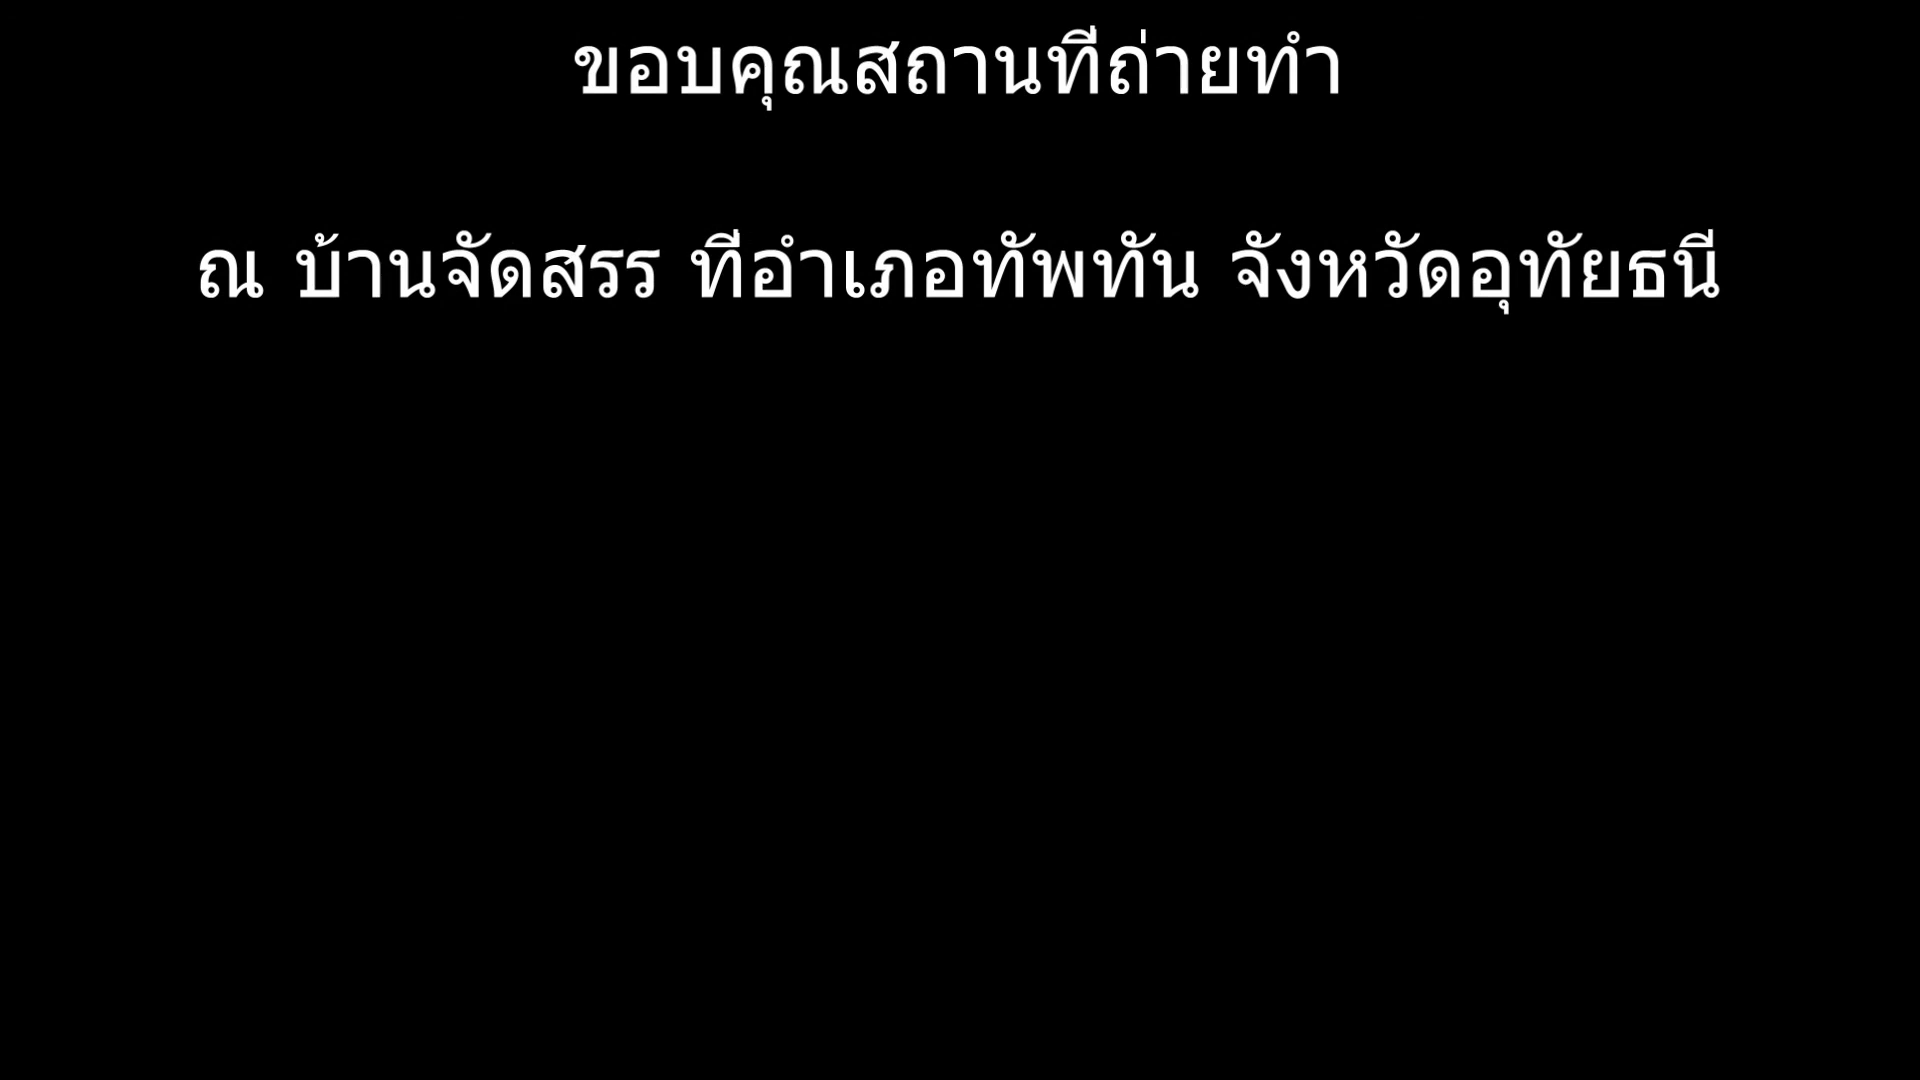 ขอบคุณสถานที่ถ่ายทำ
ณ บ้านจัดสรร ที่อำเภอทัพทัน จังหวัดอุทัยธนี